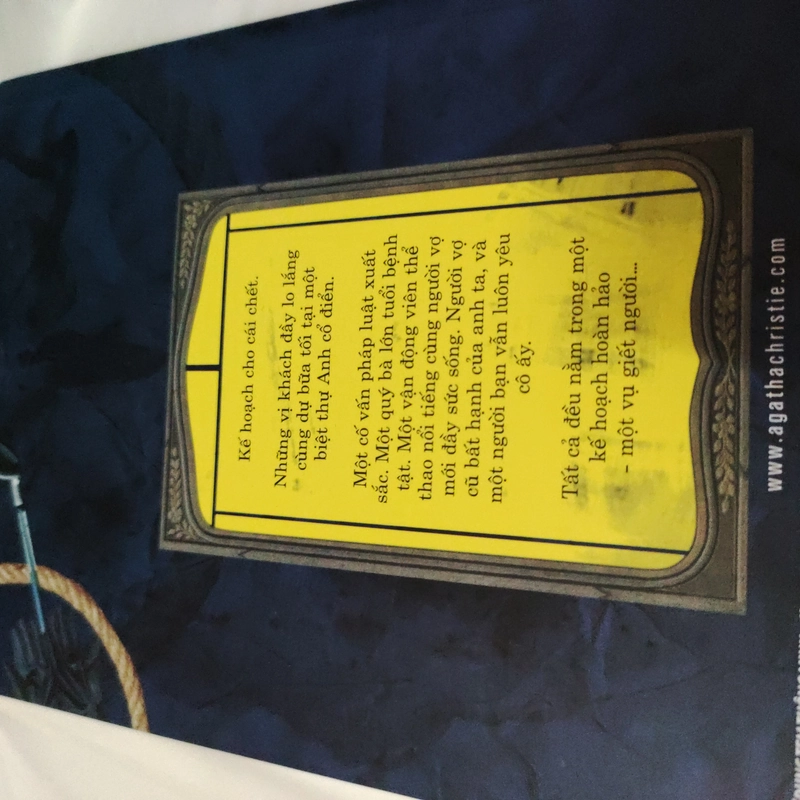 Kế hoạch cho cái chết.
Những vị khách đầy lo lắng
cùng dự bữa tối tại một
biệt thự Anh cổ điển.
Một cố vấn pháp luật xuất
sắc. Một quý bà lớn tuổi bệnh
tật. Một vận động viên thể
thao nổi tiếng cùng người vợ
mới đầy sức sống. Người vợ
cũ bất hạnh của anh ta, và
một người bạn vẫn luôn yêu
cô ấy.
Tất cả đều nằm trong một
kế hoạch hoàn hảo
- một vụ giết người...
www.agathachristie.com